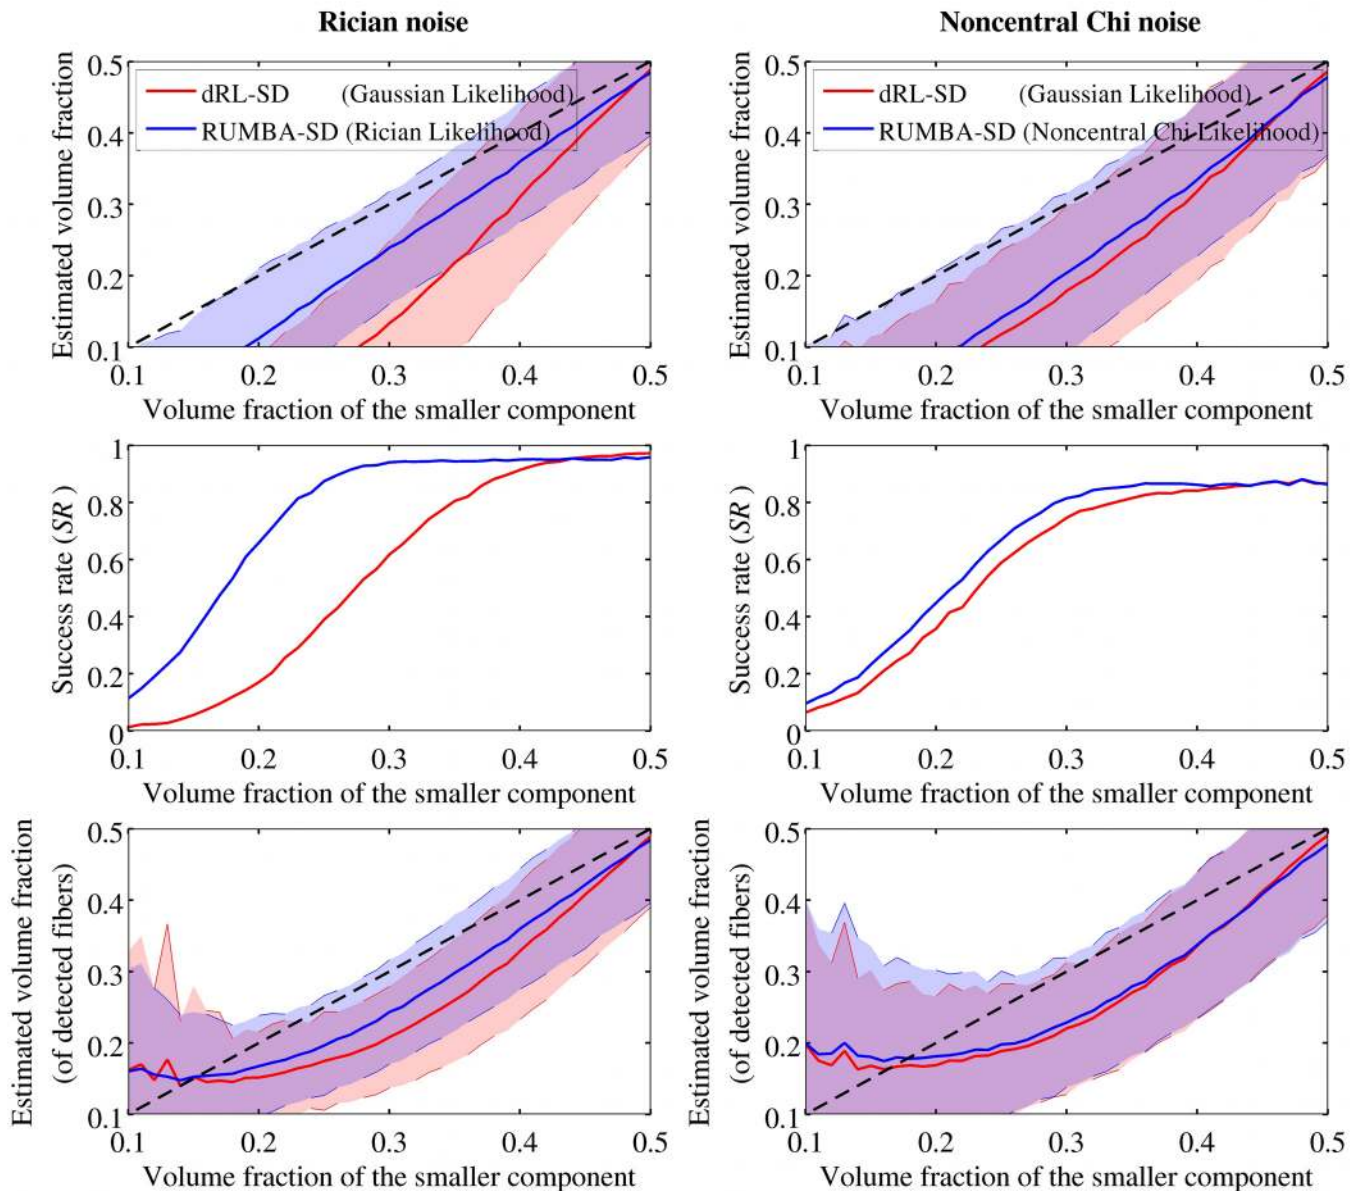 Rician noise
Noncentral Chi noise
Estimated volume fraction
0.5
0.4
0.3
0.2
0.1
dRL-SD (Gaussian Likelihood)
RUMBA-SD (Rician Likelihood)
0.1 0.2 0.3 0.4 0.5
Volume fraction of the smaller component
Estimated volume fraction
0.5
0.4
0.3
0.2
0.1
dRL-SD (Gaussian Likelihood)
RUMBA-SD (Noncentral Chi Likelihood)
0.1 0.2 0.3 0.4 0.5
Volume fraction of the smaller component
Success rate (SR )
1
0.8
0.6
0.4
0.2
0
0.1 0.2 0.3 0.4 0.5
Volume fraction of the smaller component
Success rate (SR )
1
0.8
0.6
0.4
0.2
0
0.1 0.2 0.3 0.4 0.5
Volume fraction of the smaller component
Estimated volume fraction
(of detected fibers)
0.5
0.4
0.3
0.2
0.1
0.1 0.2 0.3 0.4 0.5
Volume fraction of the smaller component
Estimated volume fraction
(of detected fibers)
0.5
0.4
0.3
0.2
0.1
0.1 0.2 0.3 0.4 0.5
Volume fraction of the smaller component